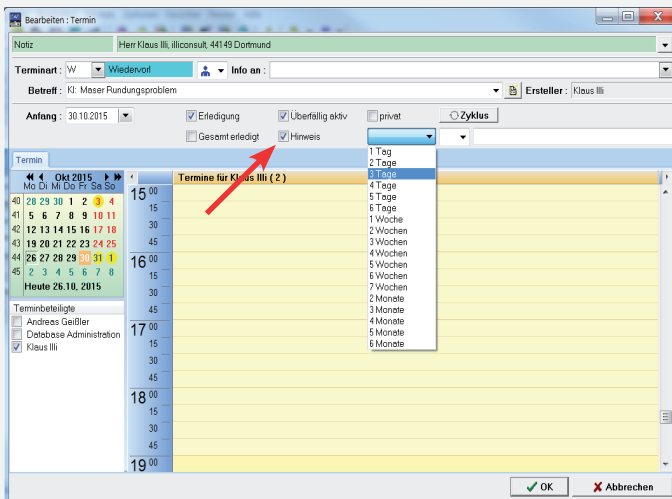 Bearbeiten : Termin
Notiz Herr Klaus Illi, illiconsult, 44149 Dortmund
Terminart : W Wiedervorl Info an :
Betreff : Kl: Maser Rundungsproblem Ersteller : Klaus Illi
Anfang : 30.10.2015 Erledigung Überfällig aktiv privat Zyklus
Gesamt erledigt Hinweis
1 Tag
2 Tage
3 Tage
4 Tage
5 Tage
6 Tage
1 Woche
2 Wochen
3 Wochen
4 Wochen
5 Wochen
6 Wochen
7 Wochen
2 Monate
3 Monate
4 Monate
5 Monate
6 Monate
Termin
Okt 2015
Mo Di Mi Do Fr Sa So
40 28 29 30 1 2 3 4
41 5 6 7 8 9 10 11
42 12 13 14 15 16 17 18
43 19 20 21 22 23 24 25
44 26 27 28 29 30 31 1
45 2 3 4 5 6 7 8
Heute 26.10. 2015
Terminbeteiligte
Andreas Geißler
Database Administration
Klaus Illi
Termine für Klaus Illi ( 2 )
15 00
15
30
45
16 00
15
30
45
17 00
15
30
45
18 00
15
30
45
19 00
OK Abbrechen